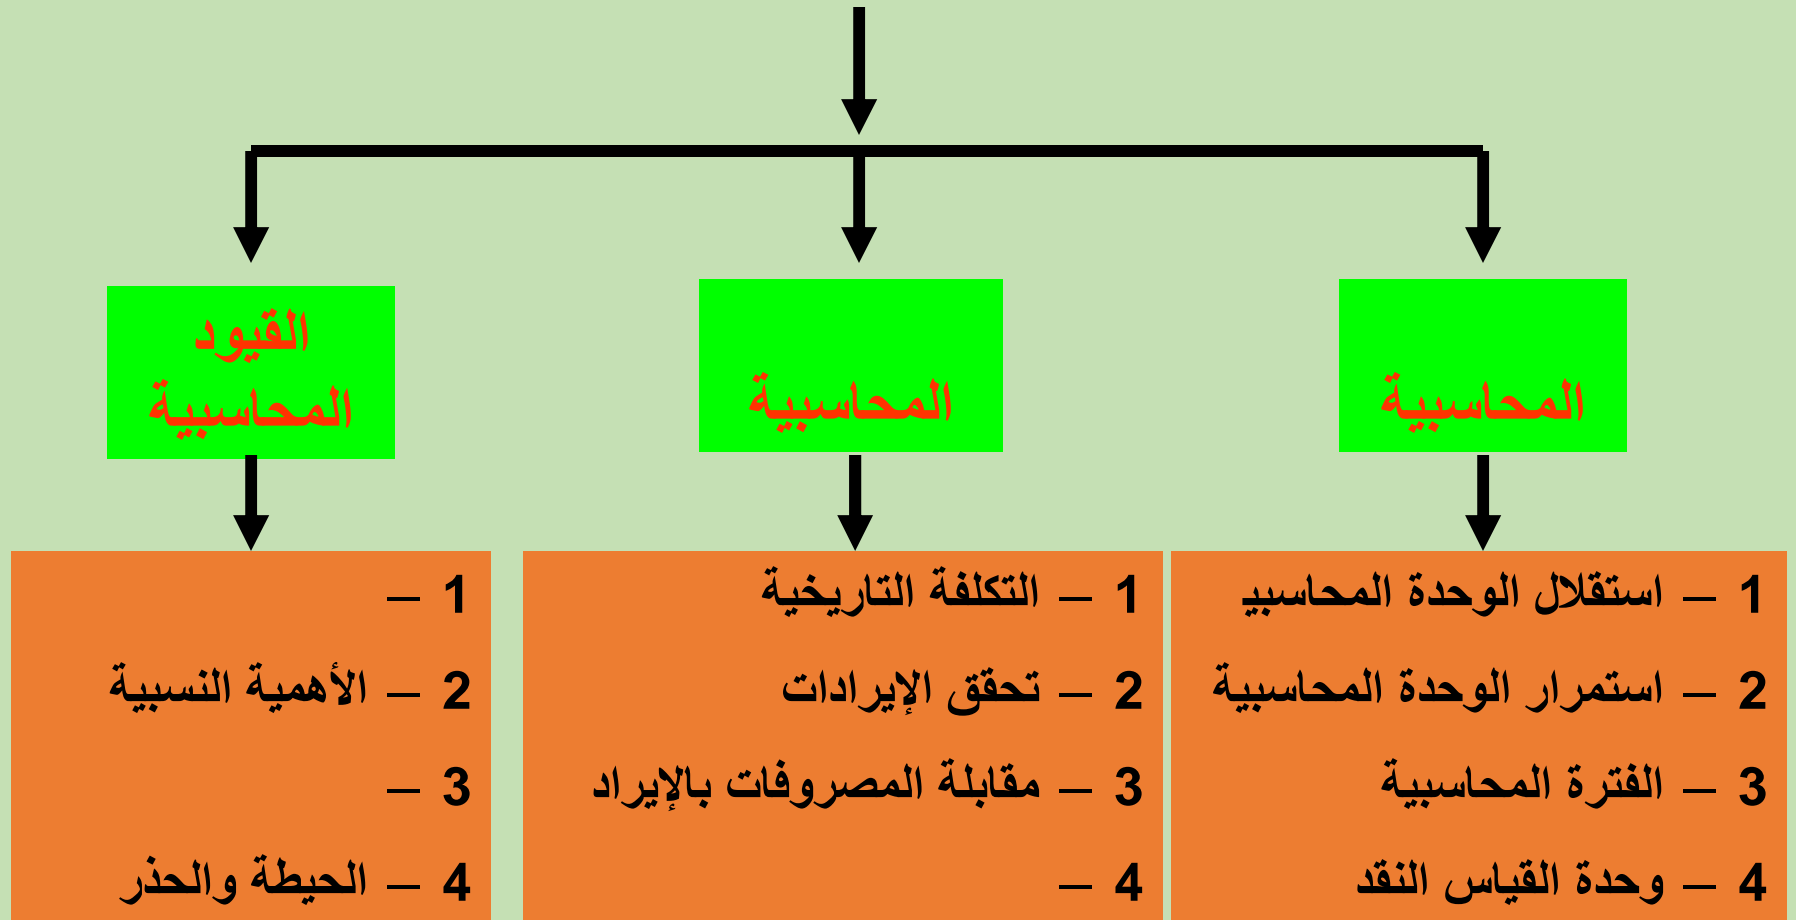 المحاسبية
المحاسبية
القيود
المحاسبية
1 – استقلال الوحدة المحاسبيـ
2 – استمرار الوحدة المحاسبية
3 – الفترة المحاسبية
4 – وحدة القياس النقد
1 – التكلفة التاريخية
2 – تحقق الإيرادات
3 – مقابلة المصروفات بالإيراد
4 –
1 –
2 – الأهمية النسبية
3 –
4 – الحيطة والحذر